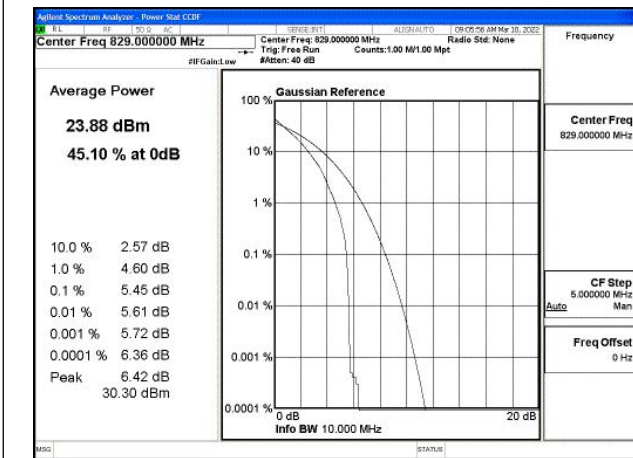 Agilent Spectrum Analyzer - Power Stat CCDF
RL RF 50 Ω AC SENSE:INT ALIGN AUTO 09:05:56 AM Mar 10, 2022
Center Freq 829.000000 MHz
Center Freq: 829.000000 MHz Radio Std: None
Trig: Free Run Counts:1.00 M/1.00 Mpt
#IFGain:Low #Atten: 40 dB
Frequency
Average Power
23.88 dBm
45.10 % at 0dB
10.0 % 2.57 dB
1.0 % 4.60 dB
0.1 % 5.45 dB
0.01 % 5.61 dB
0.001 % 5.72 dB
0.0001 % 6.36 dB
Peak 6.42 dB
30.30 dBm
Gaussian Reference
100 %
10 %
1 %
0.1 %
0.01 %
0.001 %
0.0001 %
0 dB 20 dB
Info BW 10.000 MHz
Center Freq
829.000000 MHz
CF Step
5.000000 MHz
Auto Man
Freq Offset
0 Hz
MSG STATUS